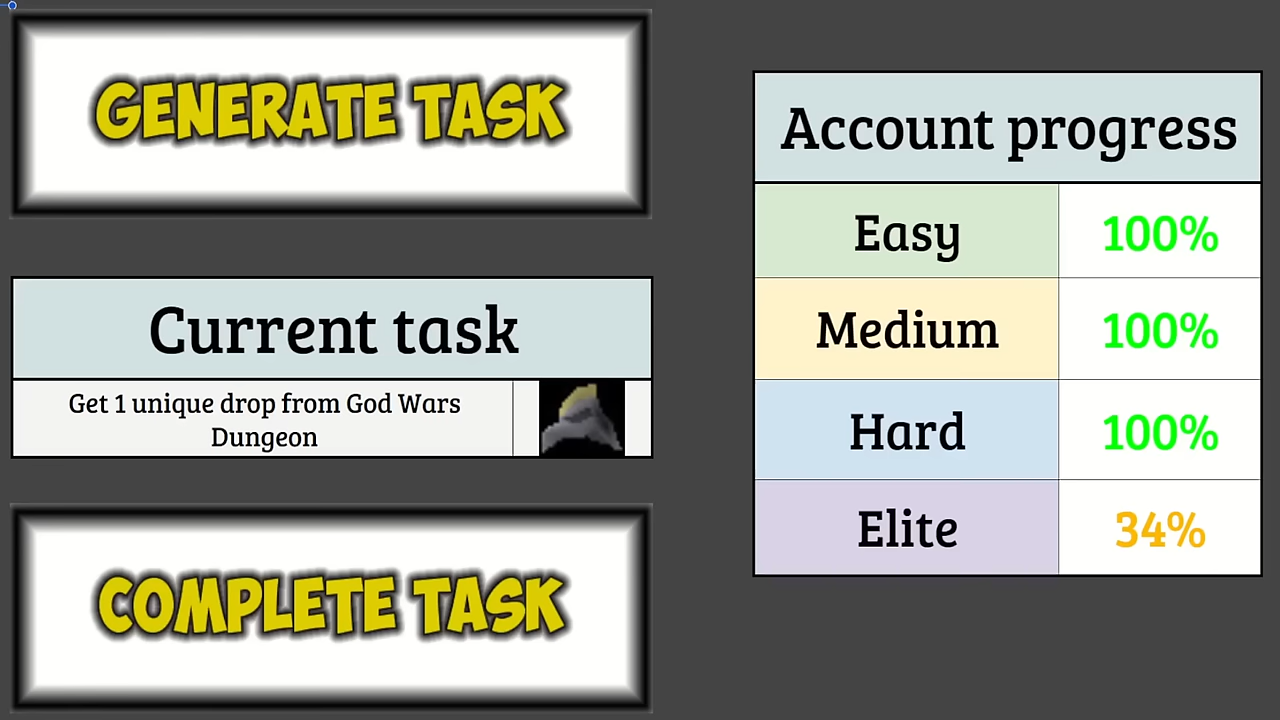 GENERATE TASK
Current task
Get 1 unique drop from God Wars
Dungeon
COMPLETE TASK
Account progress
Easy 100%
Medium 100%
Hard 100%
Elite 34%